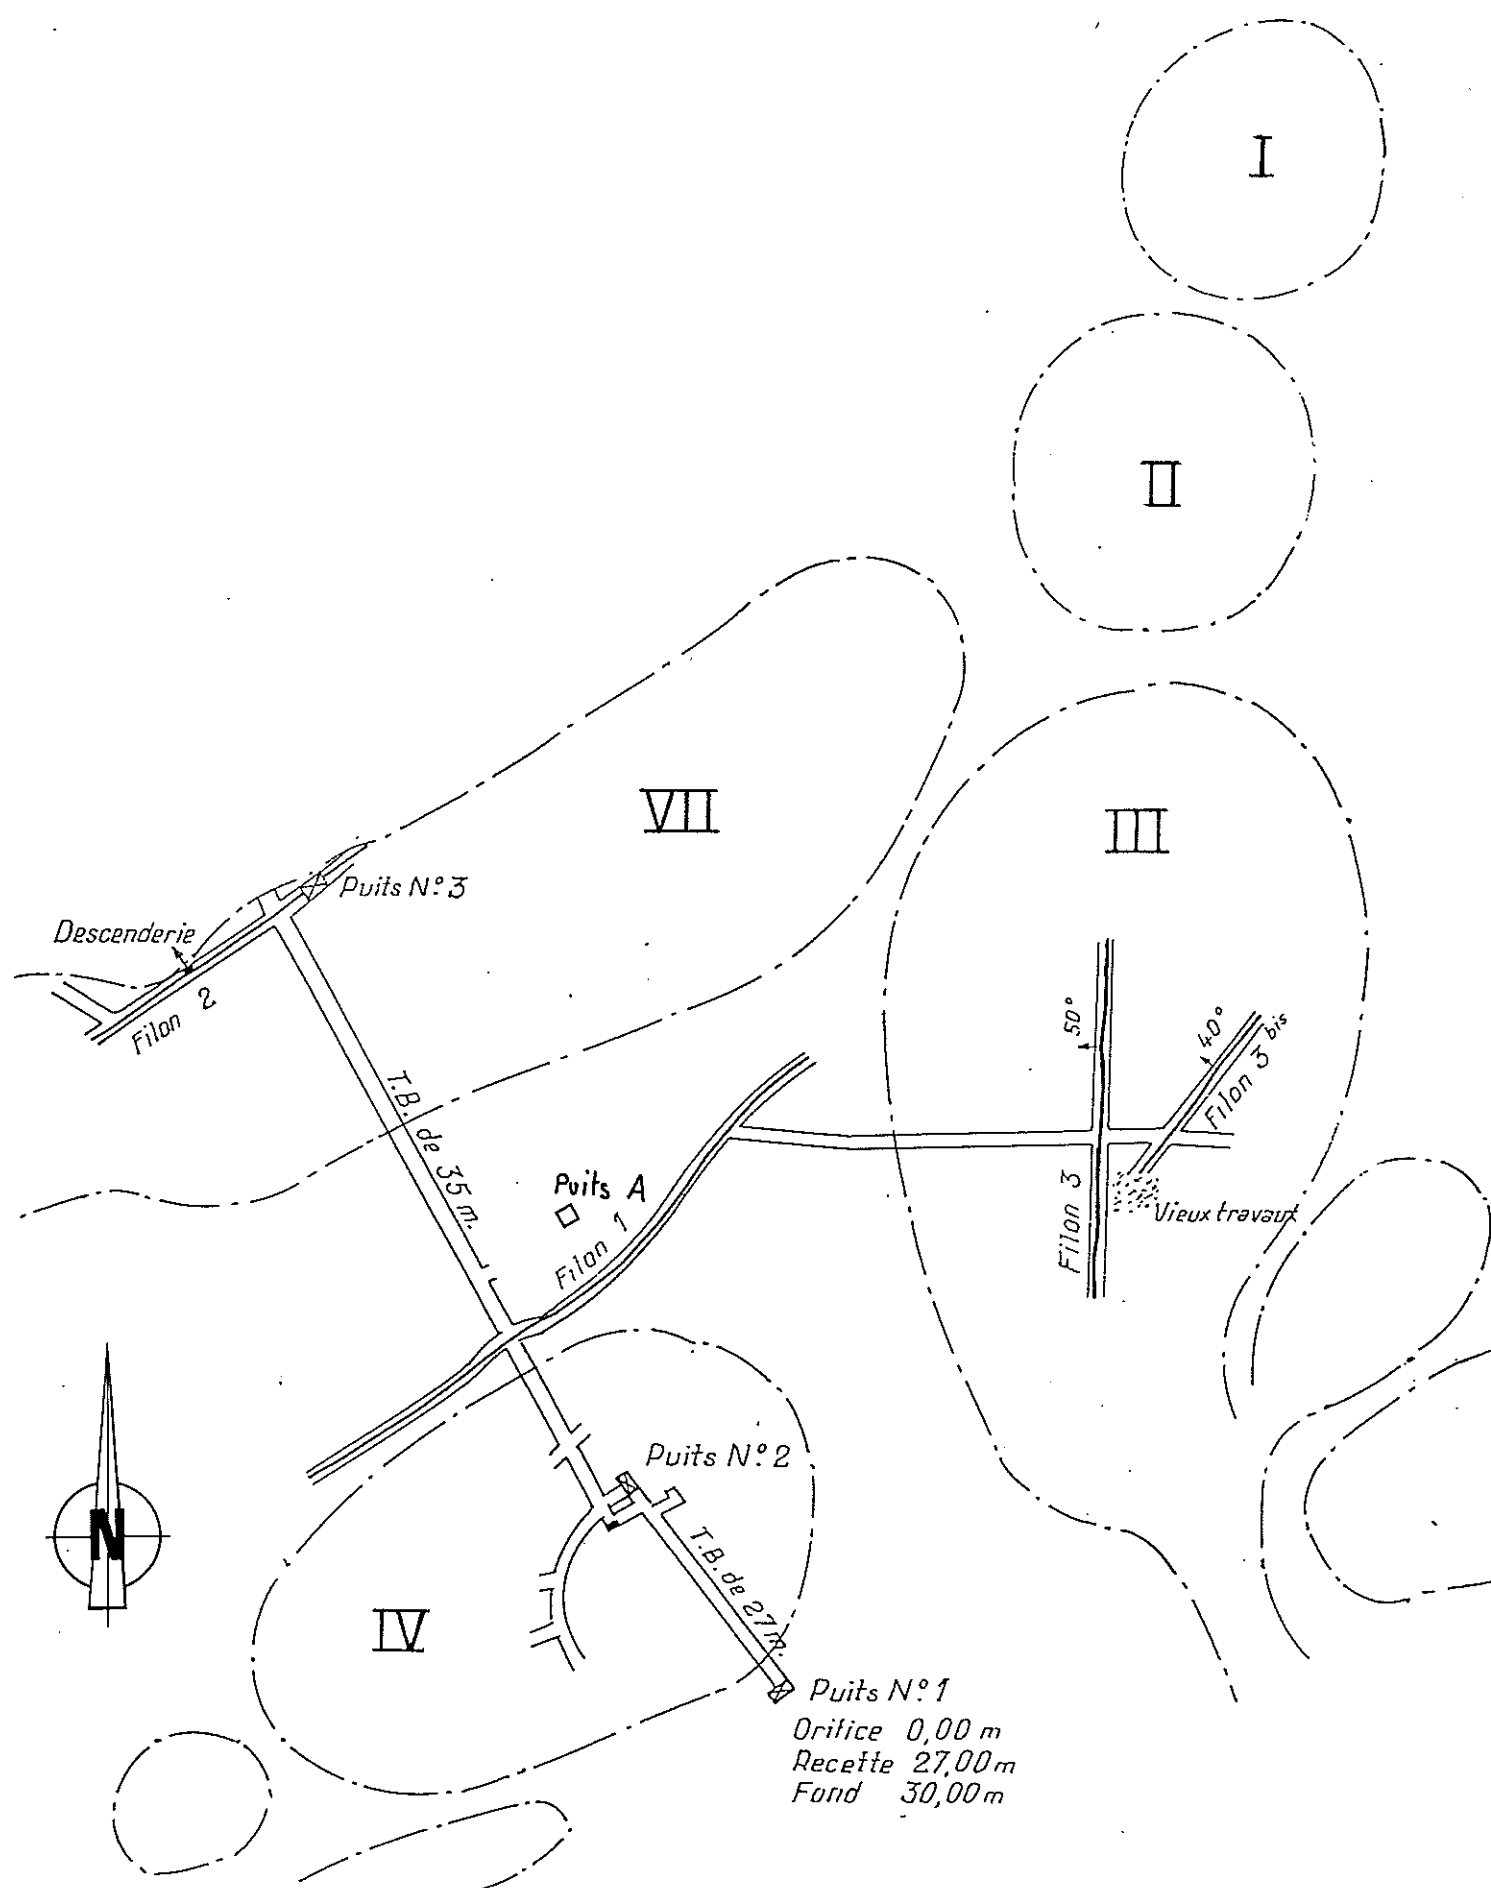 I
II
VII
III
Puits N° 3
Descenderie
Filon 2
50°
40°
Filon 3 bis
T.B. de 35 m.
Puits A
Filon 1
Filon 3
Vieux travaux
Puits N° 2
T.B. de 27 m.
N
IV
Puits N° 1
Orifice 0,00 m
Recette 27,00 m
Fond 30,00 m